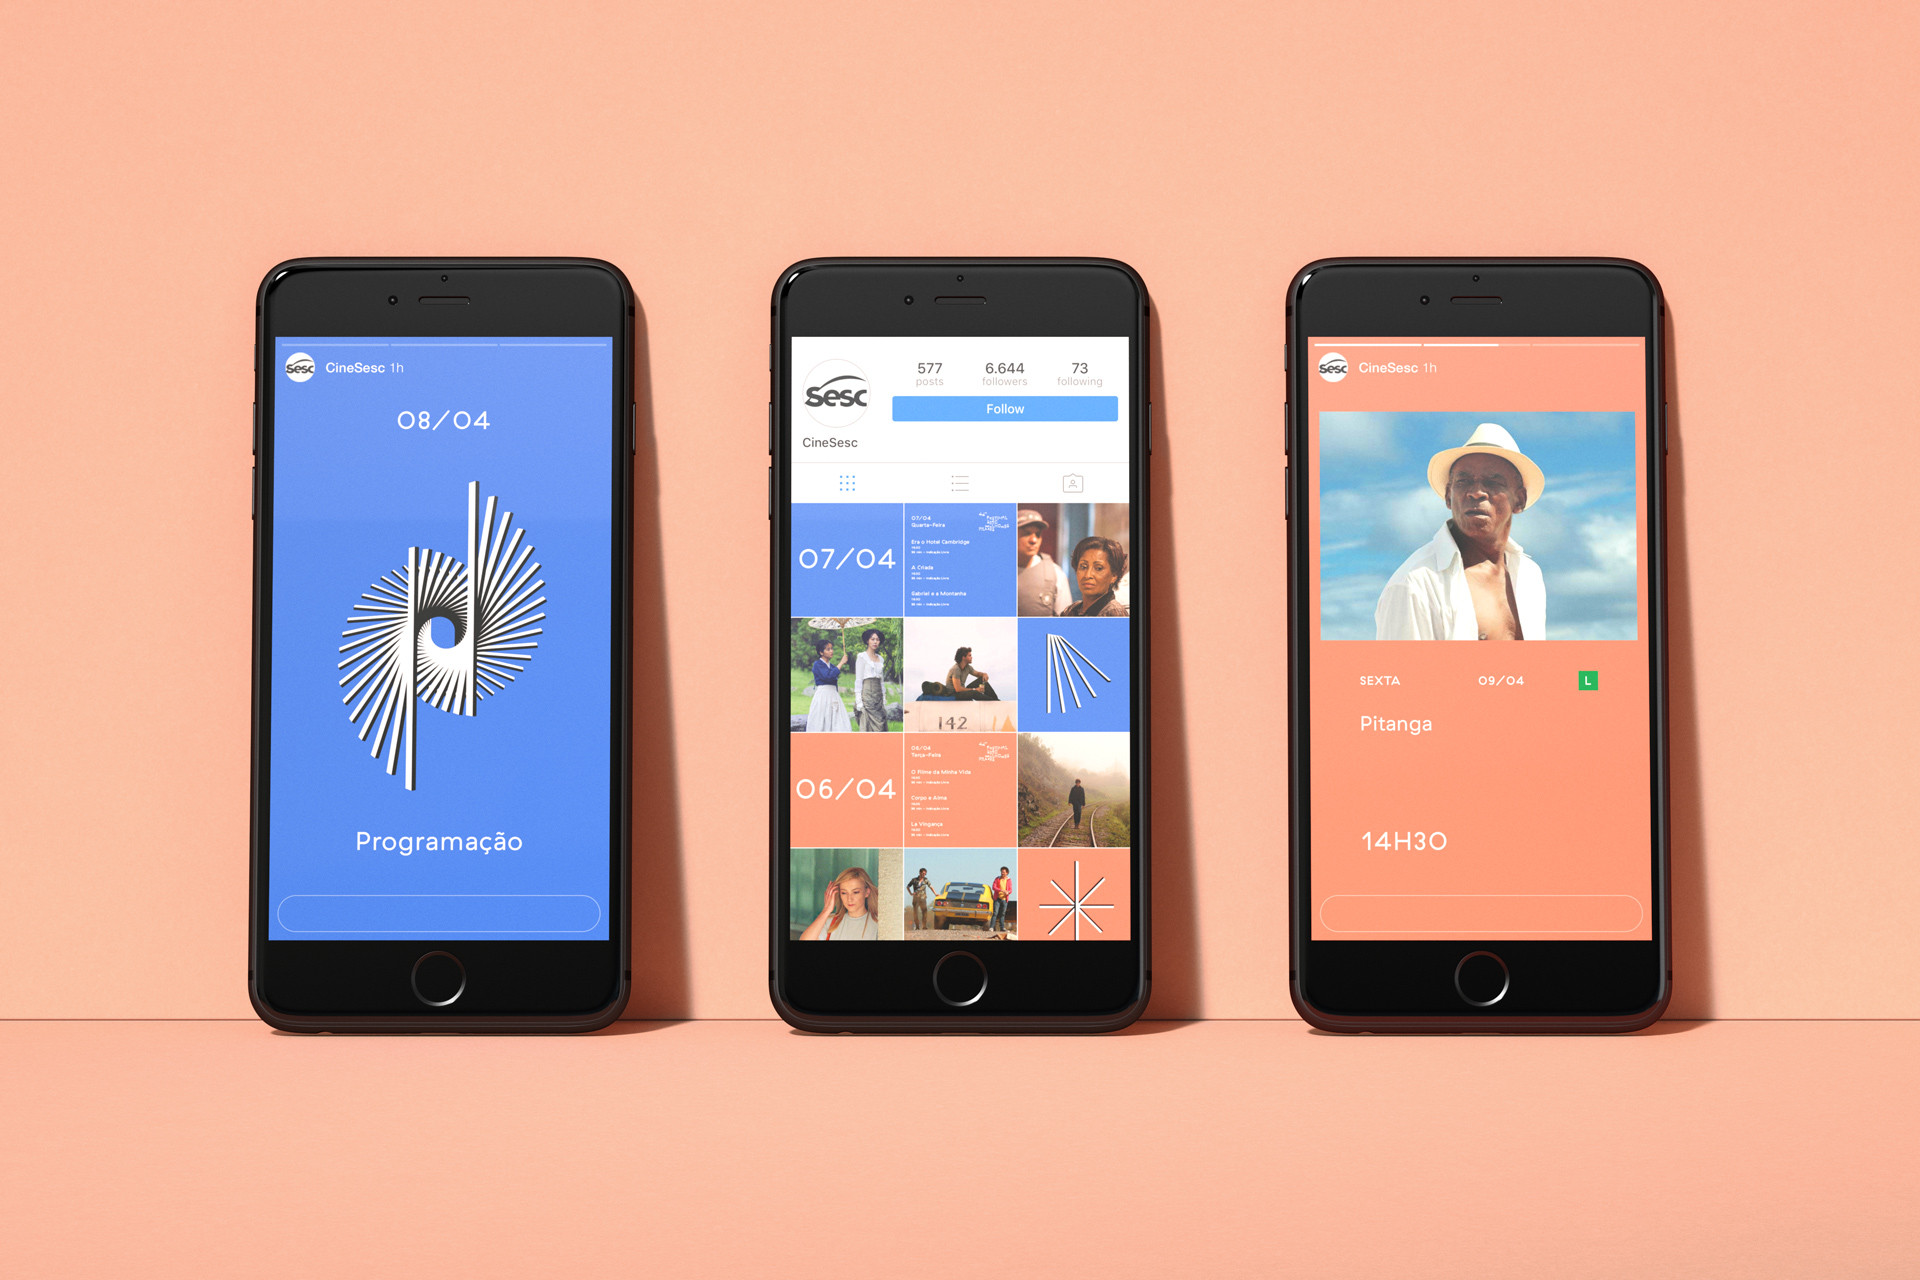 Sesc
CineSesc 1h
08/04
Programação
Sesc
577
posts
6.644
followers
73
following
Follow
CineSesc
07/04
07/04
Quarta-Feira
Era o Hotel Cambridge
A Criada
Gabriel e a Montanha
142
06/04
06/04
Terça-Feira
O Filme da Minha Vida
Corpo e Alma
La Vingança
Sesc
CineSesc 1h
SEXTA
09/04
L
Pitanga
14H30